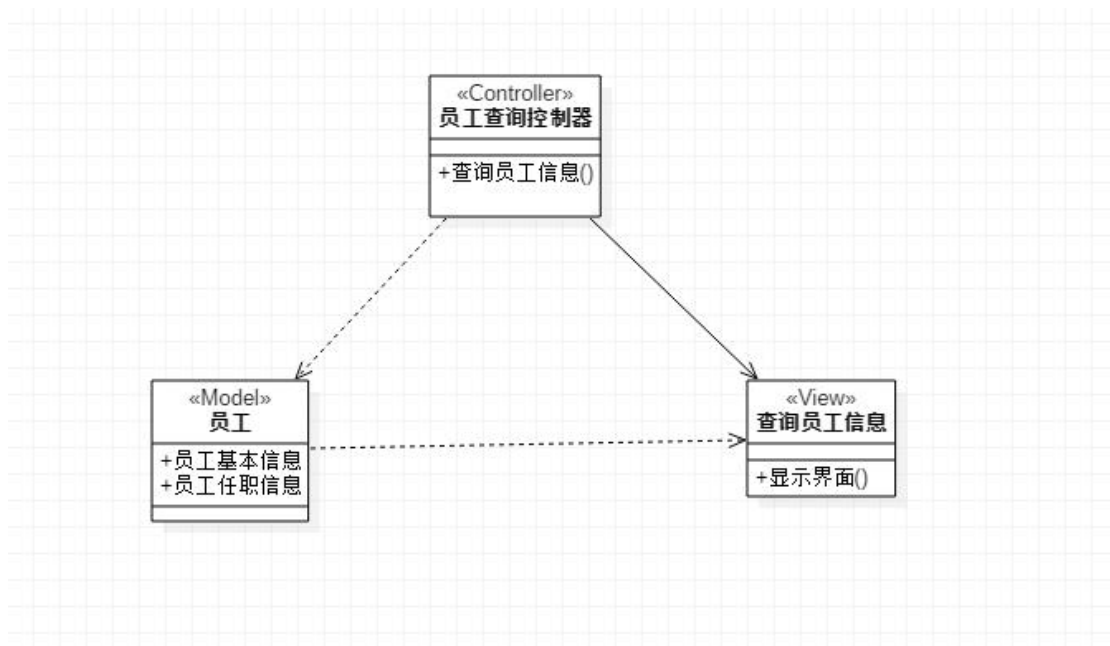 «Controller»
员工查询控制器
+查询员工信息()
«Model»
员工
+员工基本信息
+员工任职信息
«View»
查询员工信息
+显示界面()